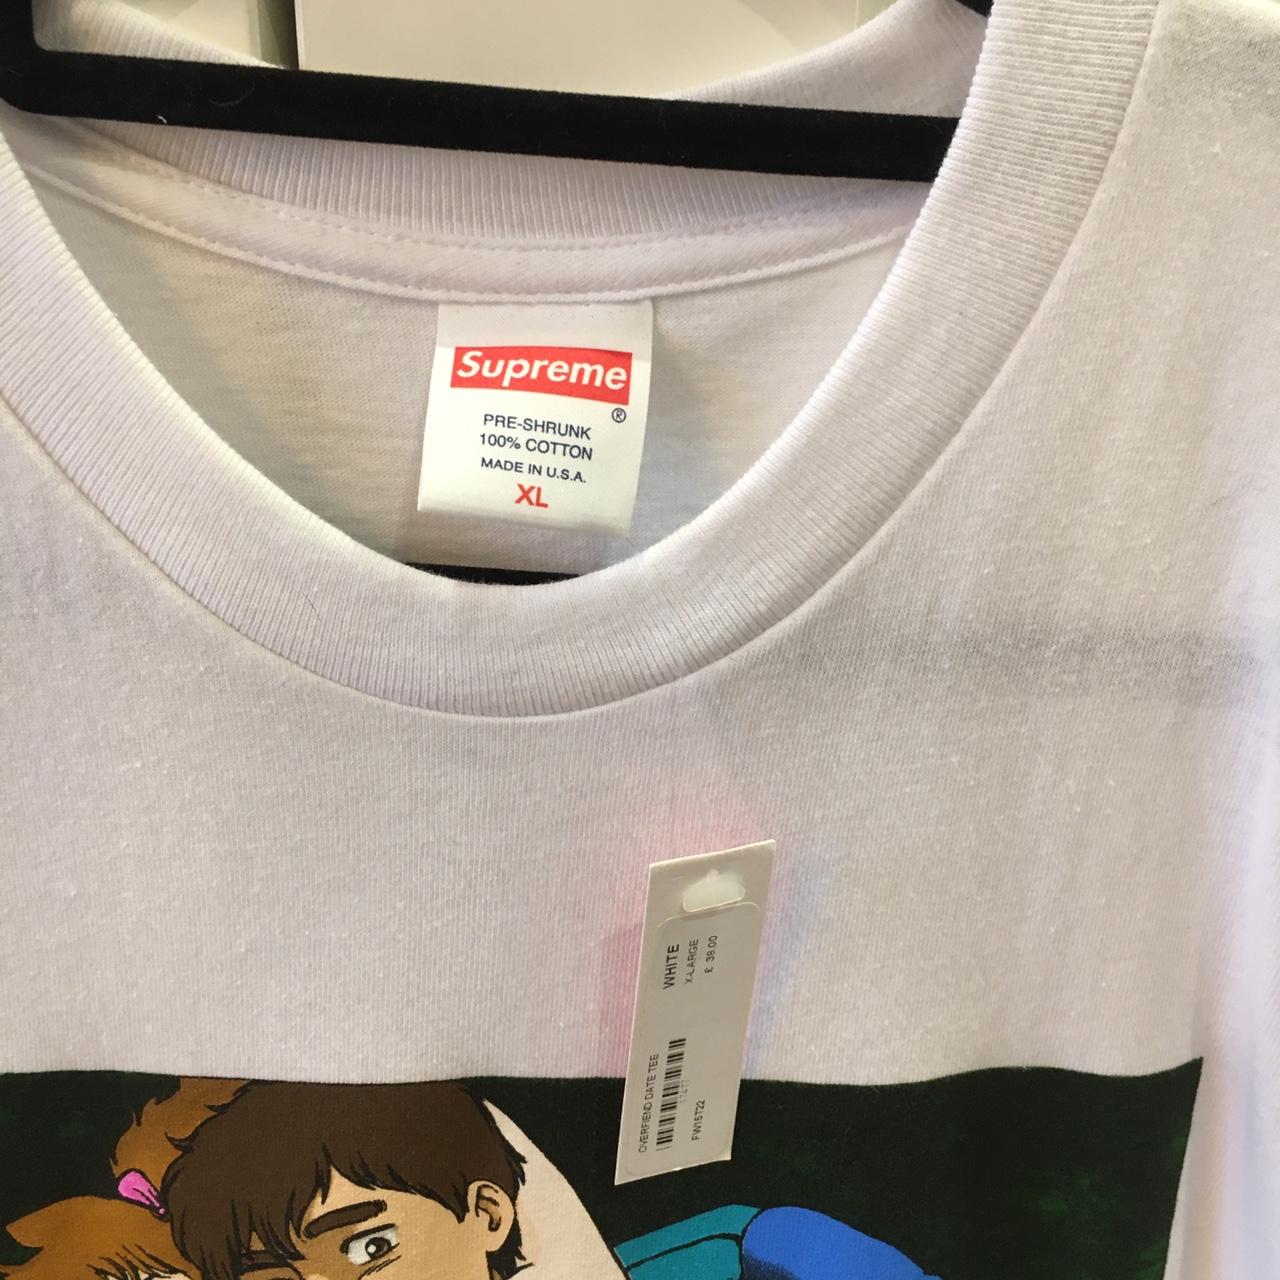 Supreme
®
PRE-SHRUNK
100% COTTON
MADE IN U.S.A.
XL
WHITE
X-LARGE
£ 38.00
OVERFIEND DATE TEE
FW15T22